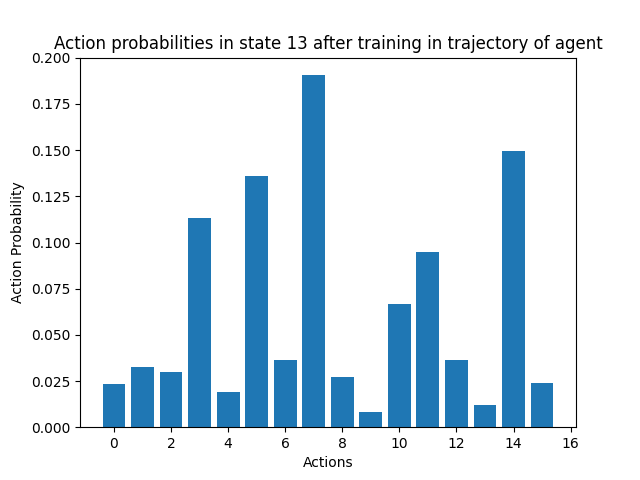 Action probabilities in state 13 after training in trajectory of agent
0.200
0.175
0.150
0.125
0.100
0.075
0.050
0.025
0.000
Action Probability
0 2 4 6 8 10 12 14 16
Actions